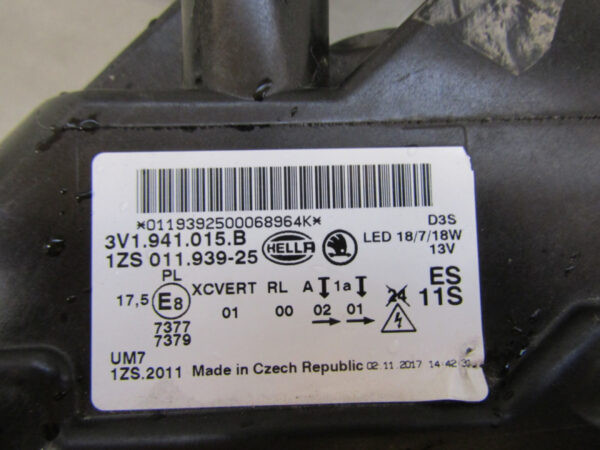 *0119392500068964K*
3V1.941.015.B HELLA D3S
1ZS 011.939-25 LED 18/7/18W
13V
PL
17,5 E8 XCVERT RL A 1a 24 ES
01 00 02 01 11S
7377
7379
UM7
1ZS.2011 Made in Czech Republic 02.11.2017 14:42